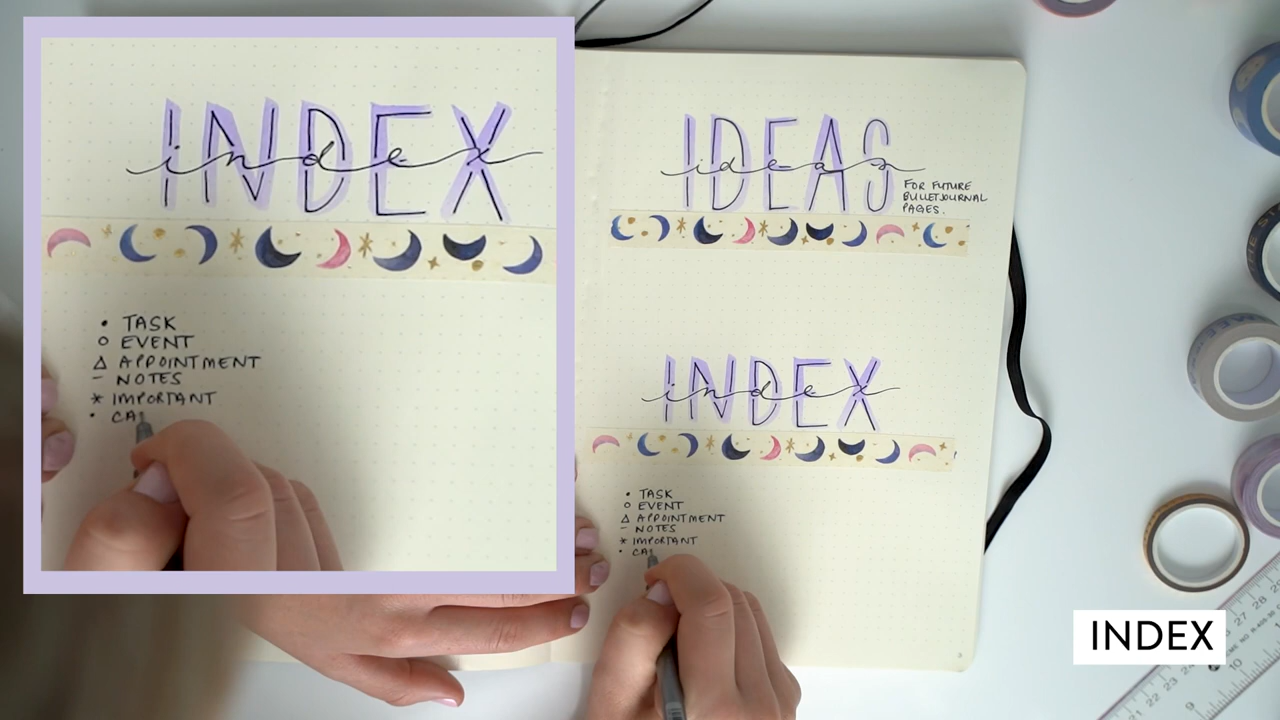 INDEX
index
• TASK
○ EVENT
△ APPOINTMENT
– NOTES
* IMPORTANT
•
IDEAS
ideas
FOR FUTURE
BULLETJOURNAL
PAGES.
INDEX
index
• TASK
○ EVENT
△ APPOINTMENT
– NOTES
* IMPORTANT
•
INDEX